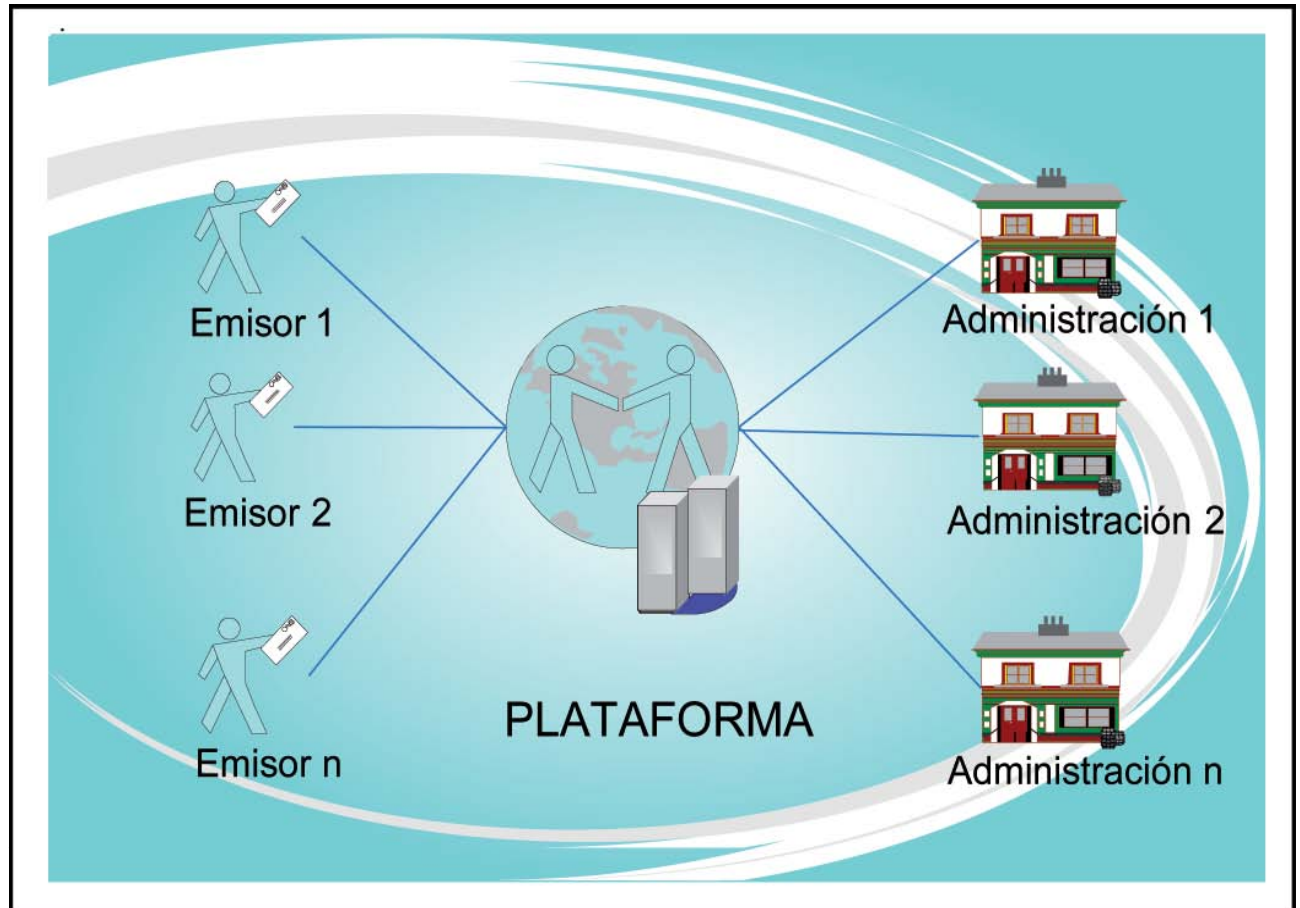 Emisor 1
Administración 1
Emisor 2
Administración 2
PLATAFORMA
Emisor n
Administración n